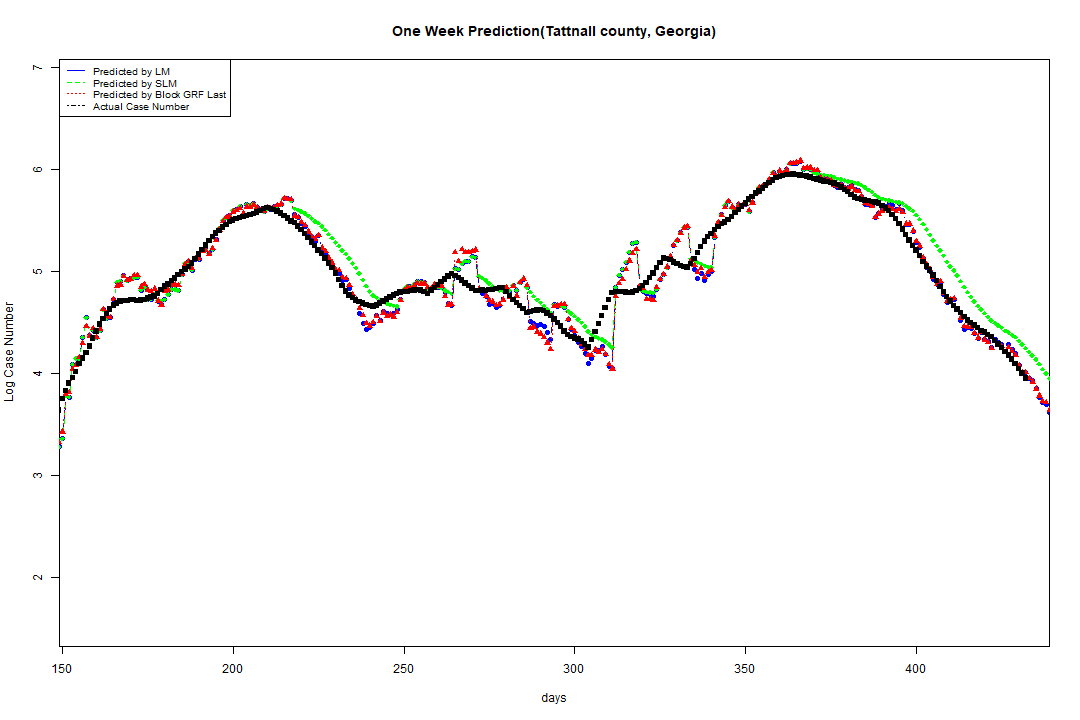 One Week Prediction(Tattnall county, Georgia)
Predicted by LM
Predicted by SLM
Predicted by Block GRF Last
Actual Case Number
7
6
5
4
3
2
Log Case Number
150 200 250 300 350 400
days